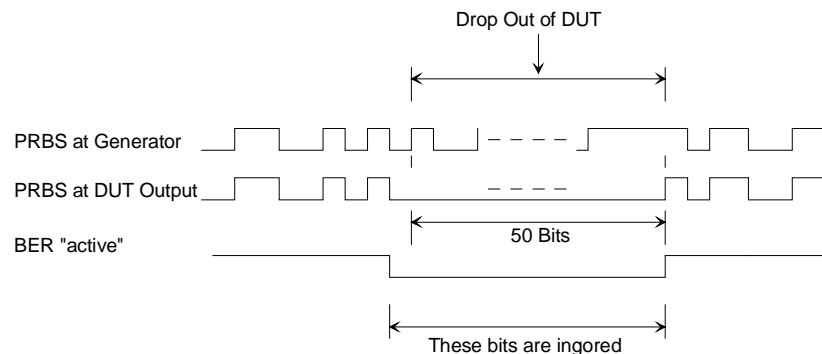 Drop Out of DUT
PRBS at Generator
PRBS at DUT Output
50 Bits
BER "active"
These bits are ingored